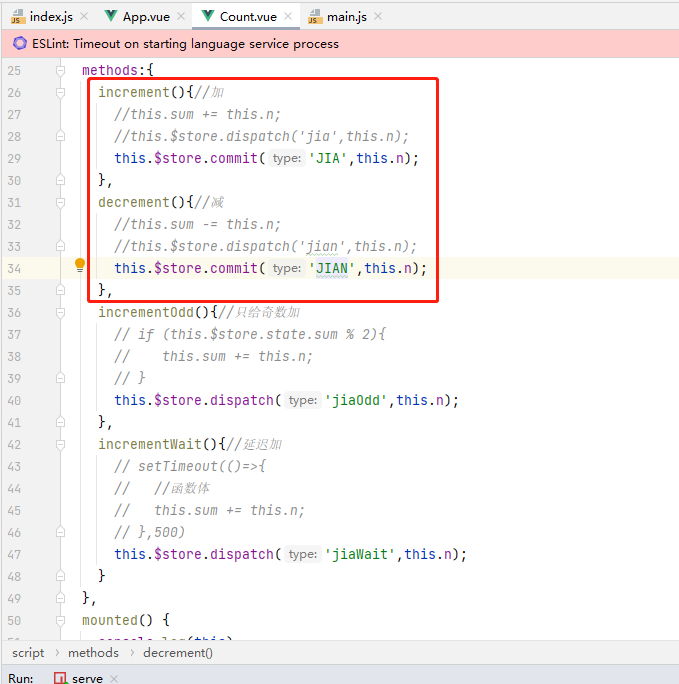 index.js App.vue Count.vue main.js
ESLint: Timeout on starting language service process
25 methods:{
26 increment(){//加
27 //this.sum += this.n;
28 //this.$store.dispatch('jia',this.n);
29 this.$store.commit( type: 'JIA',this.n);
30 },
31 decrement(){//减
32 //this.sum -= this.n;
33 //this.$store.dispatch('jian',this.n);
34 this.$store.commit( type: 'JIAN',this.n);
35 },
36 incrementOdd(){//只给奇数加
37 // if (this.$store.state.sum % 2){
38 //    this.sum += this.n;
39 // }
40 this.$store.dispatch( type: 'jiaOdd',this.n);
41 },
42 incrementWait(){//延迟加
43 // setTimeout(()=>{
44 //   //函数体
45 //   this.sum += this.n;
46 // },500)
47 this.$store.dispatch( type: 'jiaWait',this.n);
48 }
49 },
50 mounted() {
console.log(this)
script > methods > decrement()
Run: serve